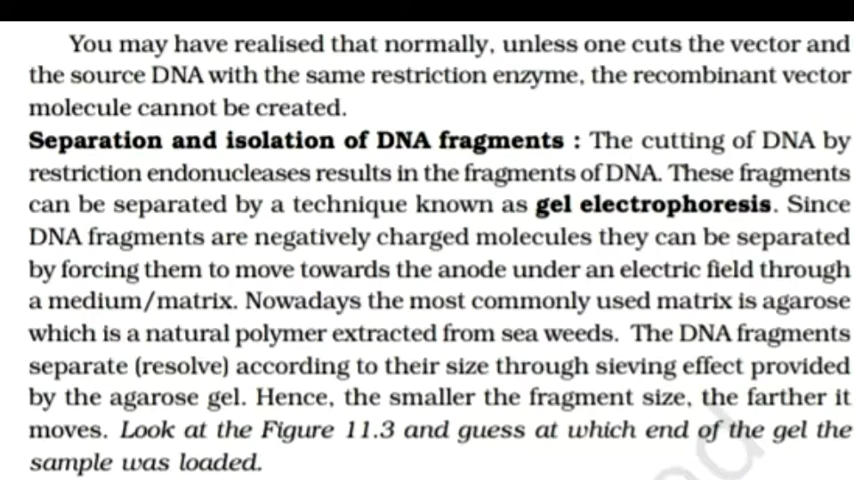 You may have realised that normally, unless one cuts the vector and
the source DNA with the same restriction enzyme, the recombinant vector
molecule cannot be created.
Separation and isolation of DNA fragments : The cutting of DNA by
restriction endonucleases results in the fragments of DNA. These fragments
can be separated by a technique known as gel electrophoresis. Since
DNA fragments are negatively charged molecules they can be separated
by forcing them to move towards the anode under an electric field through
a medium/matrix. Nowadays the most commonly used matrix is agarose
which is a natural polymer extracted from sea weeds. The DNA fragments
separate (resolve) according to their size through sieving effect provided
by the agarose gel. Hence, the smaller the fragment size, the farther it
moves. Look at the Figure 11.3 and guess at which end of the gel the
sample was loaded.